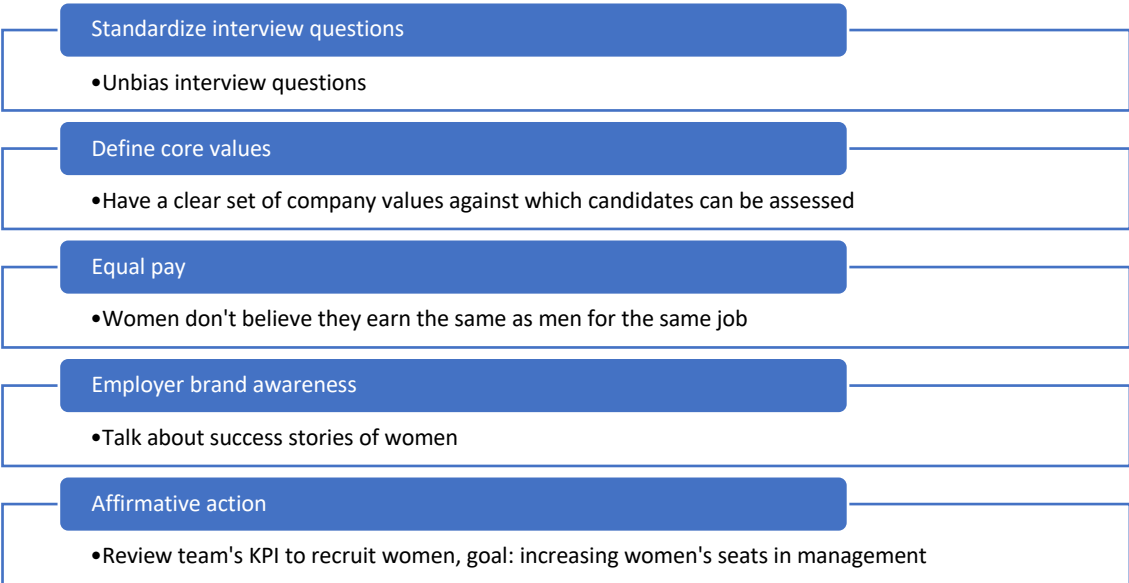 Standardize interview questions
•Unbias interview questions
Define core values
•Have a clear set of company values against which candidates can be assessed
Equal pay
•Women don't believe they earn the same as men for the same job
Employer brand awareness
•Talk about success stories of women
Affirmative action
•Review team's KPI to recruit women, goal: increasing women's seats in management